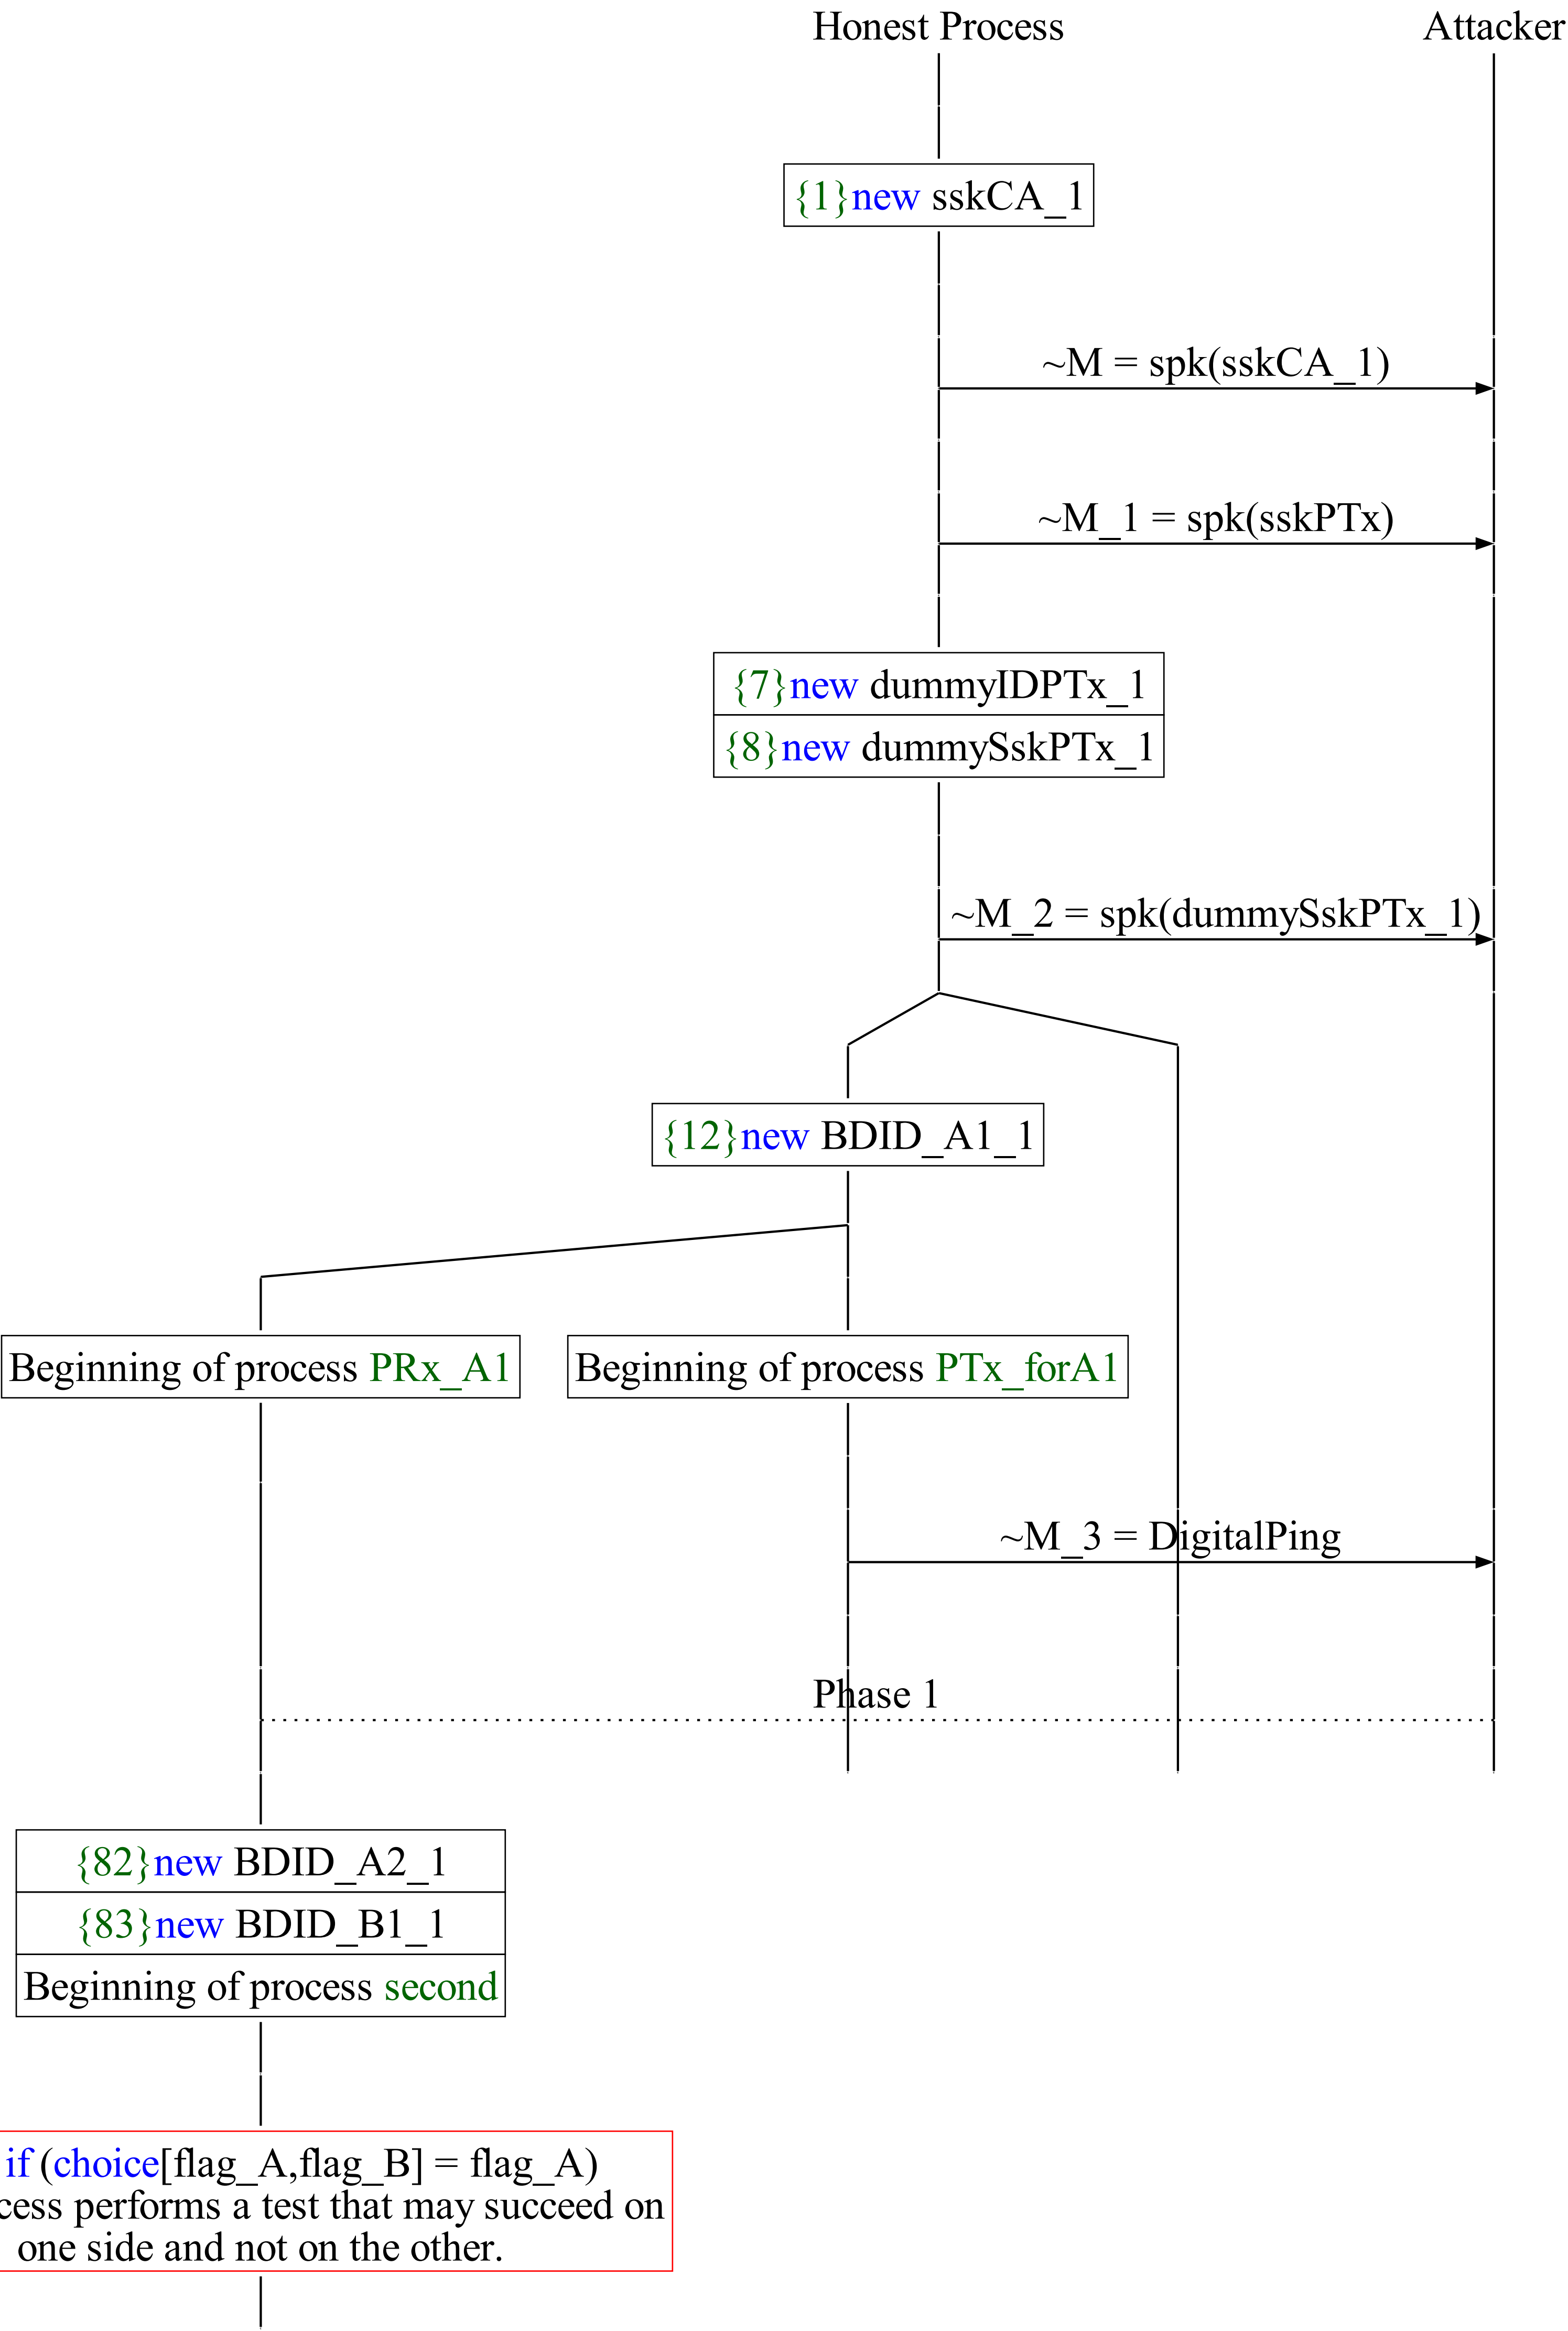 Honest Process
Attacker
{1}new sskCA_1
~M = spk(sskCA_1)
~M_1 = spk(sskPTx)
{7}new dummyIDPTx_1
{8}new dummySskPTx_1
~M_2 = spk(dummySskPTx_1)
{12}new BDID_A1_1
Beginning of process PRx_A1
Beginning of process PTx_forA1
~M_3 = DigitalPing
Phase 1
{82}new BDID_A2_1
{83}new BDID_B1_1
Beginning of process second
if (choice[flag_A,flag_B] = flag_A)
performs a test that may succeed on
one side and not on the other.